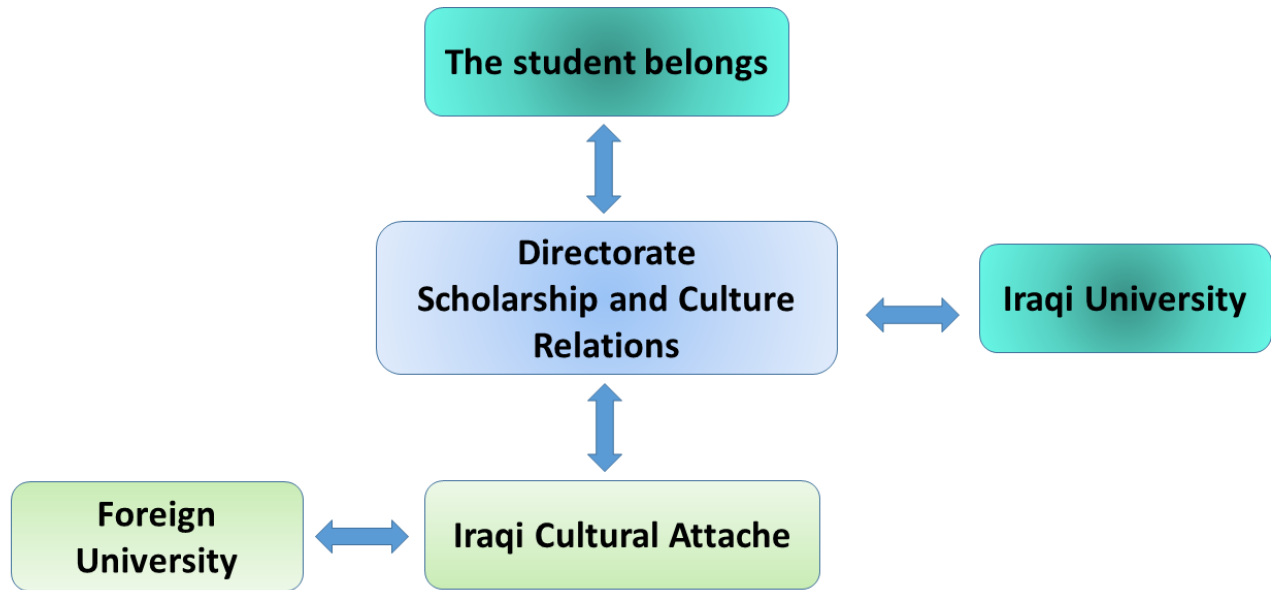 The student belongs
Directorate
Scholarship and Culture
Relations
Iraqi University
Foreign
University
Iraqi Cultural Attache